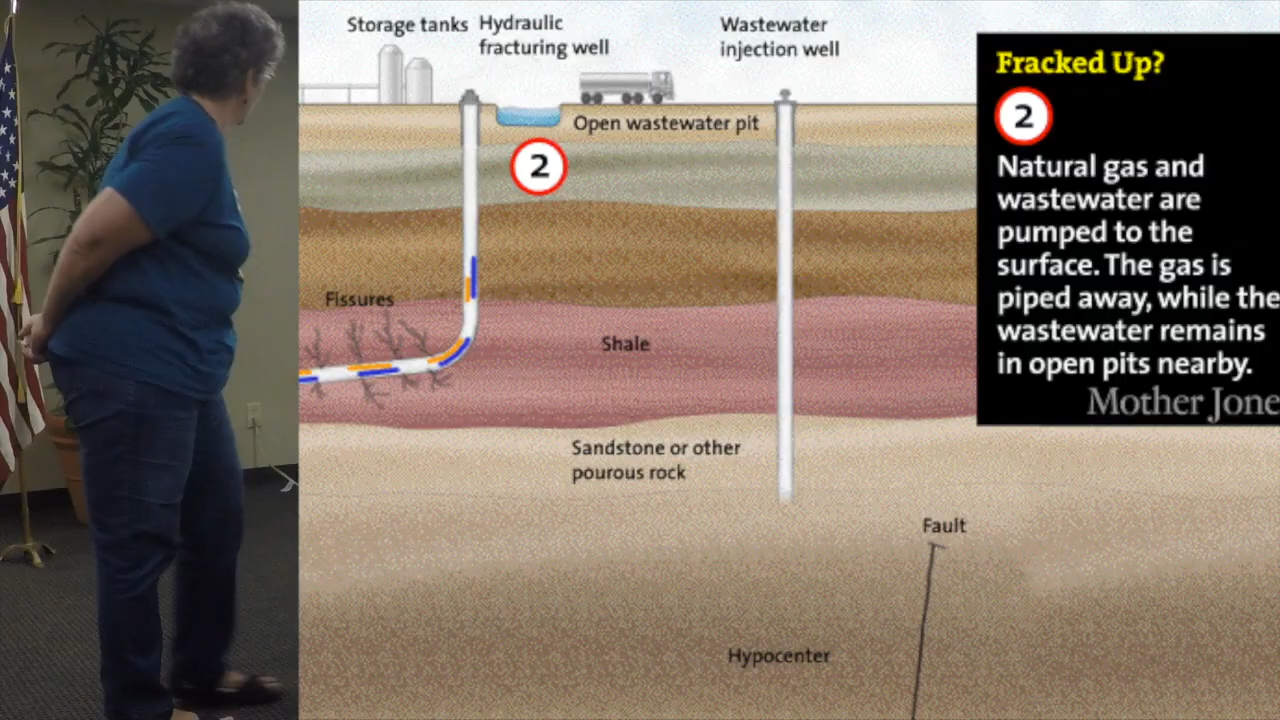 Storage tanks
Hydraulic
fracturing well
Wastewater
injection well
Open wastewater pit
2
Fissures
Shale
Sandstone or other
pourous rock
Fault
Hypocenter
Fracked Up?
2
Natural gas and
wastewater are
pumped to the
surface. The gas is
piped away, while the
wastewater remains
in open pits nearby.
Mother Jone